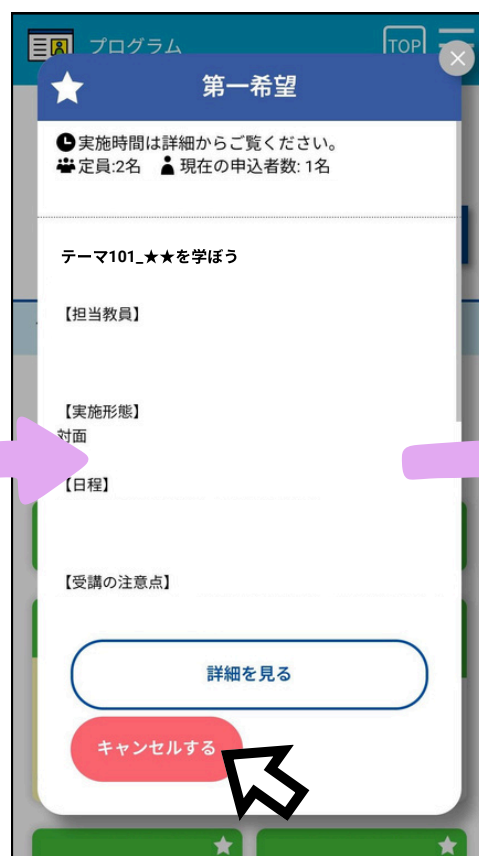 プログラム
TOP
第一希望
実施時間は詳細からご覧ください。
定員:2名 現在の申込者数: 1名
テーマ101_★★を学ぼう
【担当教員】
【実施形態】
対面
【日程】
【受講の注意点】
詳細を見る
キャンセルする